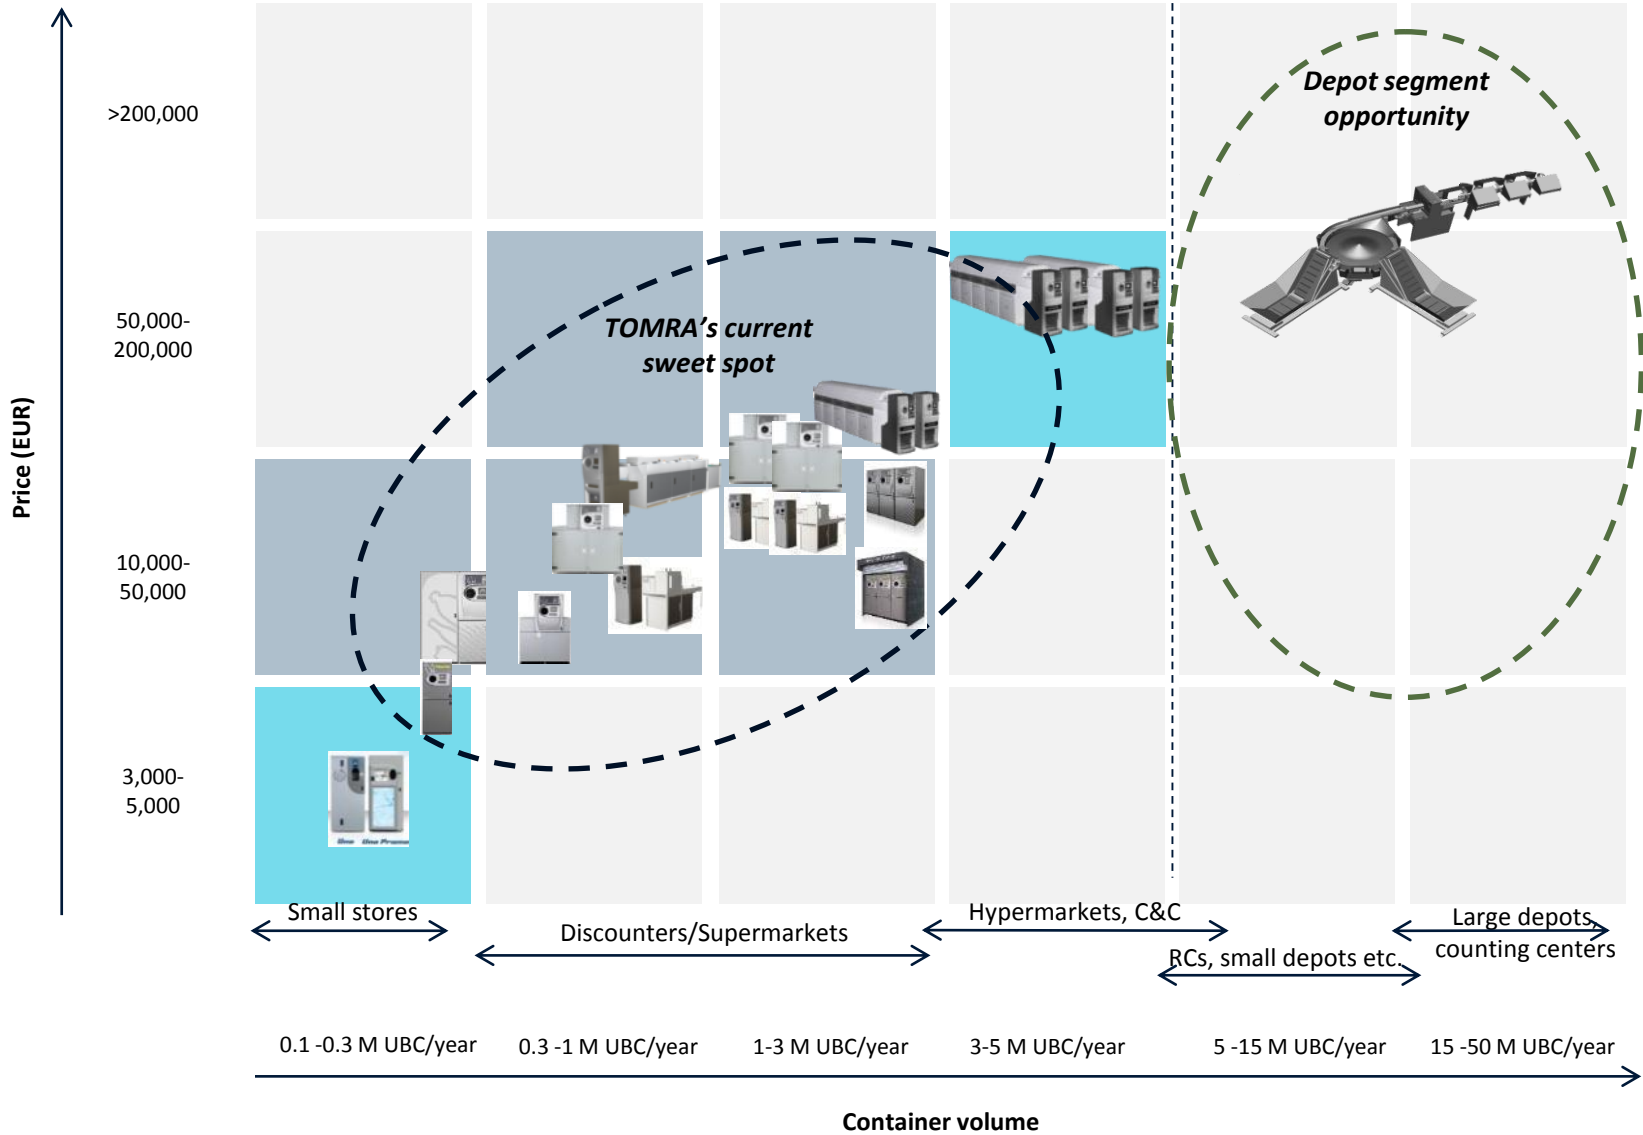 Price (EUR)
>200,000
50,000-
200,000
10,000-
50,000
3,000-
5,000
Depot segment
opportunity
TOMRA's current
sweet spot
Uno Uno Promo
Small stores
Discounters/Supermarkets
Hypermarkets, C&C
RCs, small depots etc.
Large depots,
counting centers
0.1 -0.3 M UBC/year
0.3 -1 M UBC/year
1-3 M UBC/year
3-5 M UBC/year
5 -15 M UBC/year
15 -50 M UBC/year
Container volume